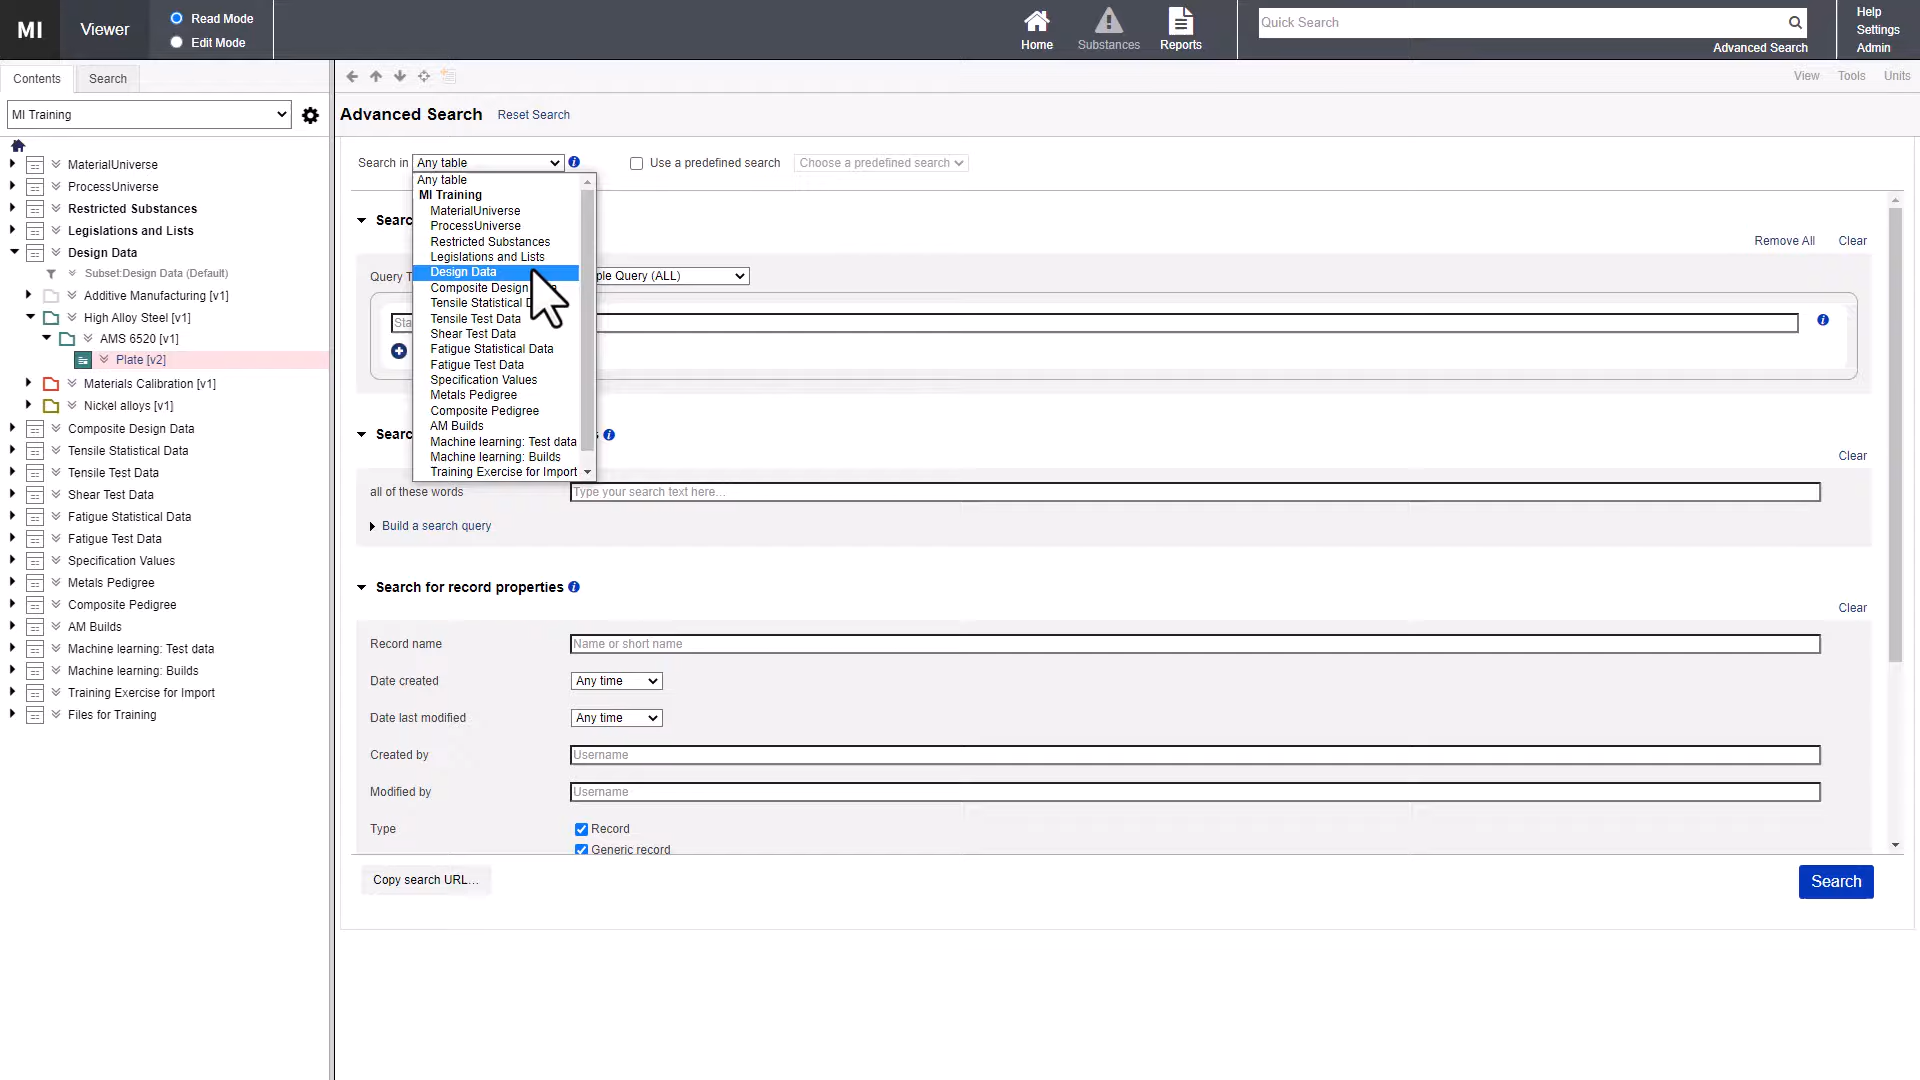 MI
Viewer
Read Mode
Edit Mode
Home
Substances
Reports
Quick Search
Advanced Search
Help
Settings
Admin
Contents
Search
MI Training
MaterialUniverse
ProcessUniverse
Restricted Substances
Legislations and Lists
Design Data
Subset:Design Data (Default)
Additive Manufacturing [v1]
High Alloy Steel [v1]
AMS 6520 [v1]
Plate [v2]
Materials Calibration [v1]
Nickel alloys [v1]
Composite Design Data
Tensile Statistical Data
Tensile Test Data
Shear Test Data
Fatigue Statistical Data
Fatigue Test Data
Specification Values
Metals Pedigree
Composite Pedigree
AM Builds
Machine learning: Test data
Machine learning: Builds
Training Exercise for Import
Files for Training
View
Tools
Units
Advanced Search
Reset Search
Search in
Any table
Use a predefined search
Choose a predefined search
Any table
MI Training
MaterialUniverse
ProcessUniverse
Restricted Substances
Legislations and Lists
Design Data
Composite Design
Tensile Statistical
Tensile Test Data
Shear Test Data
Fatigue Statistical Data
Fatigue Test Data
Specification Values
Metals Pedigree
Composite Pedigree
AM Builds
Machine learning: Test data
Machine learning: Builds
Training Exercise for Import
Remove All
Clear
Query
ple Query (ALL)
Clear
all of these words
Type your search text here...
Build a search query
Search for record properties
Clear
Record name
Name or short name
Date created
Any time
Date last modified
Any time
Created by
Username
Modified by
Username
Type
Record
Generic record
Copy search URL...
Search